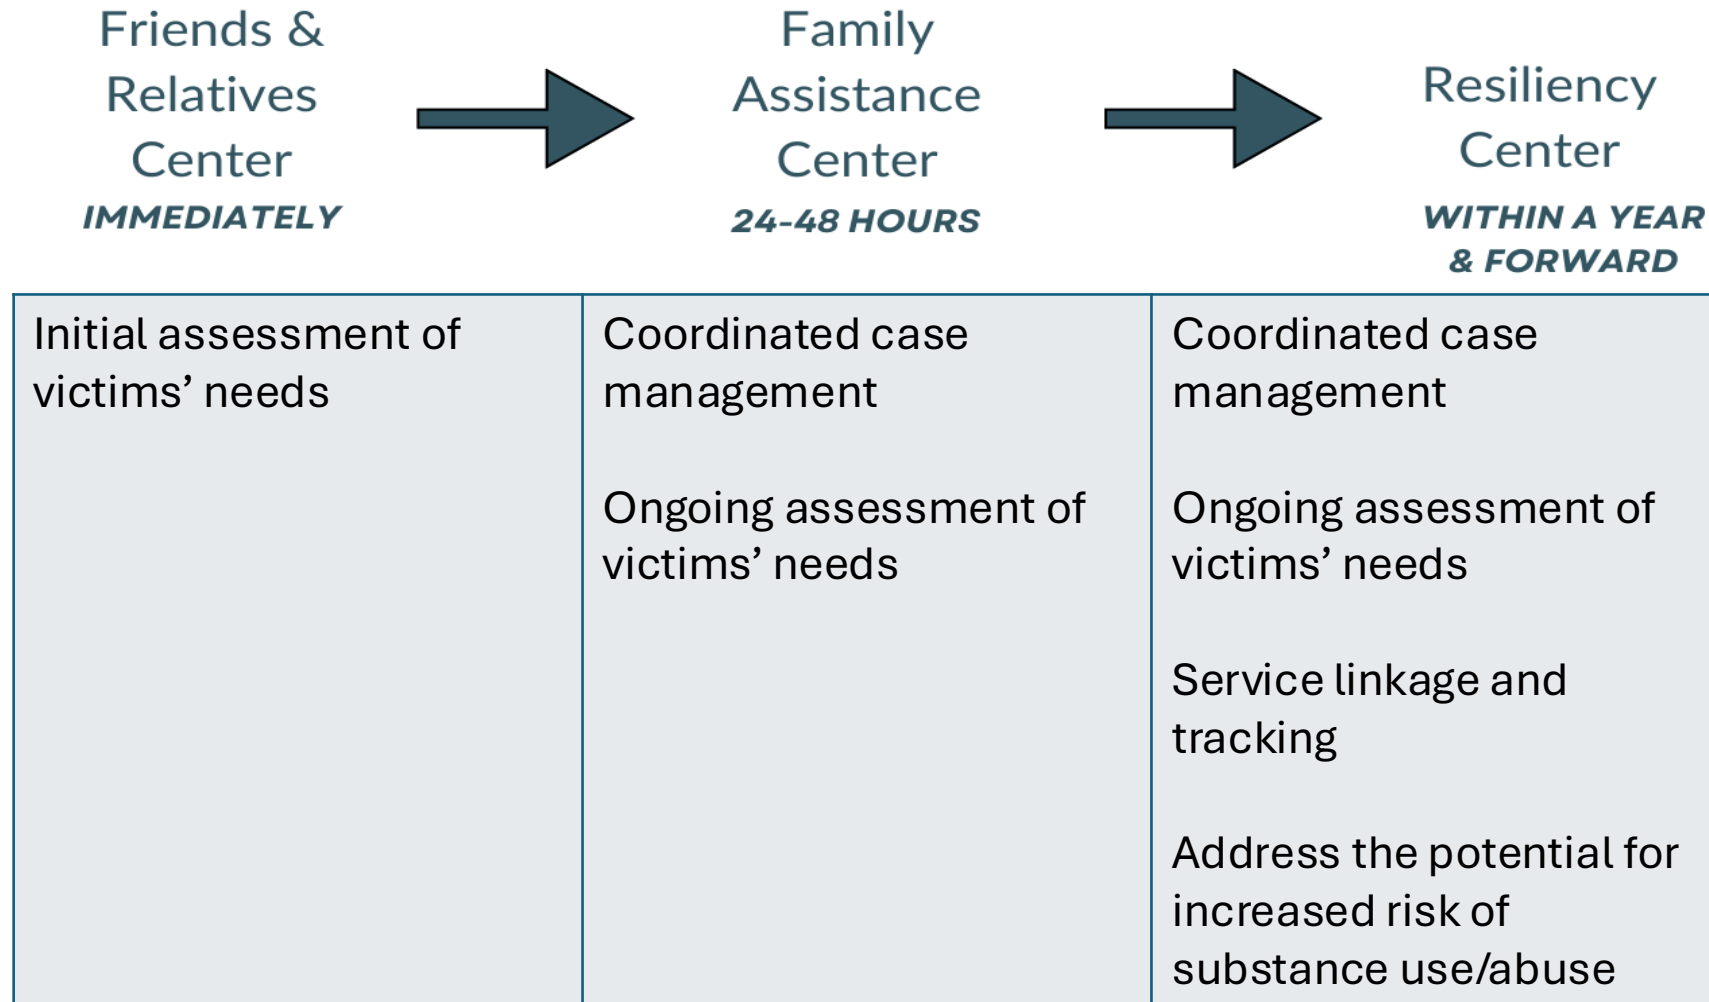 Friends &
Relatives
Center
IMMEDIATELY
Family
Assistance
Center
24-48 HOURS
Resiliency
Center
WITHIN A YEAR
& FORWARD
Initial assessment of
victims’ needs
Coordinated case
management
Ongoing assessment of
victims’ needs
Coordinated case
management
Ongoing assessment of
victims’ needs
Service linkage and
tracking
Address the potential for
increased risk of
substance use/abuse